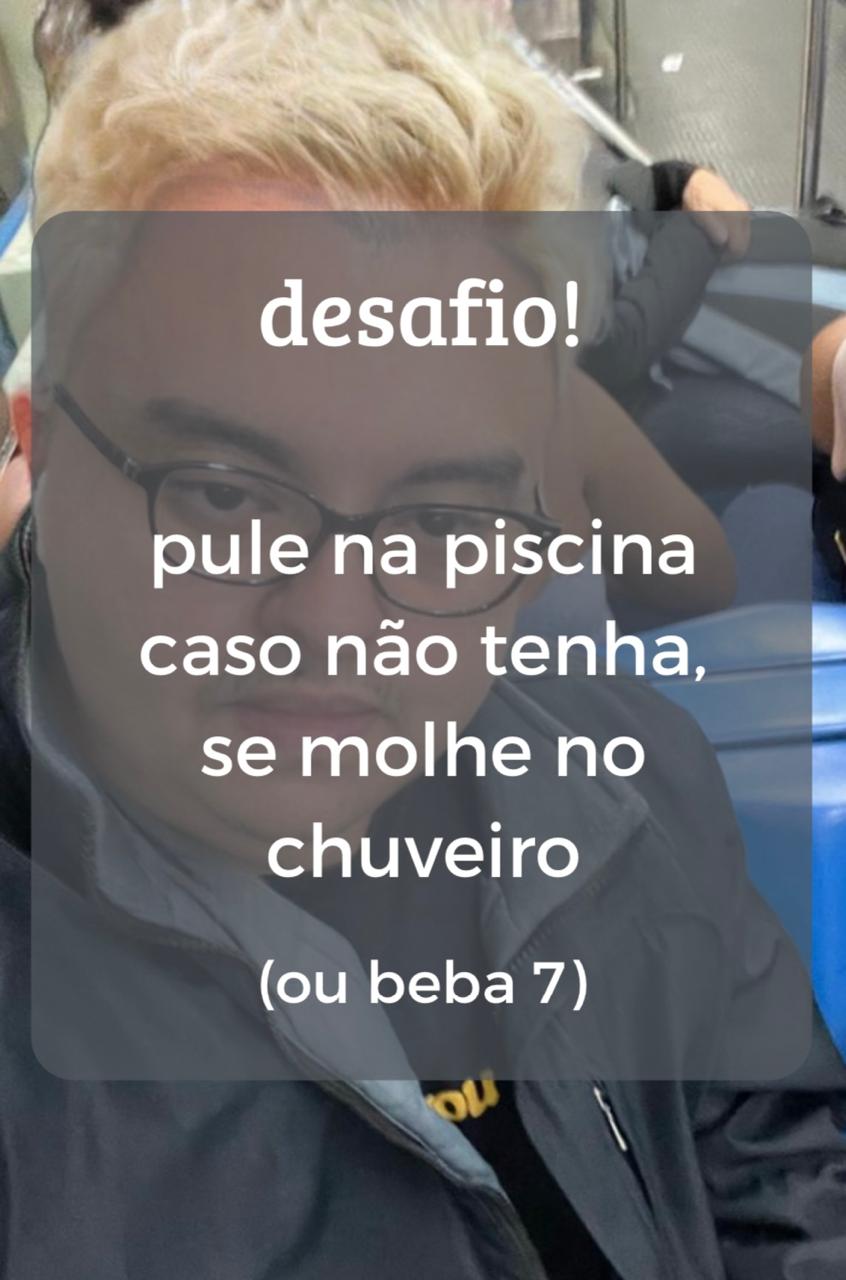 desafio!
pule na piscina
caso não tenha,
se molhe no
chuveiro
(ou beba 7)